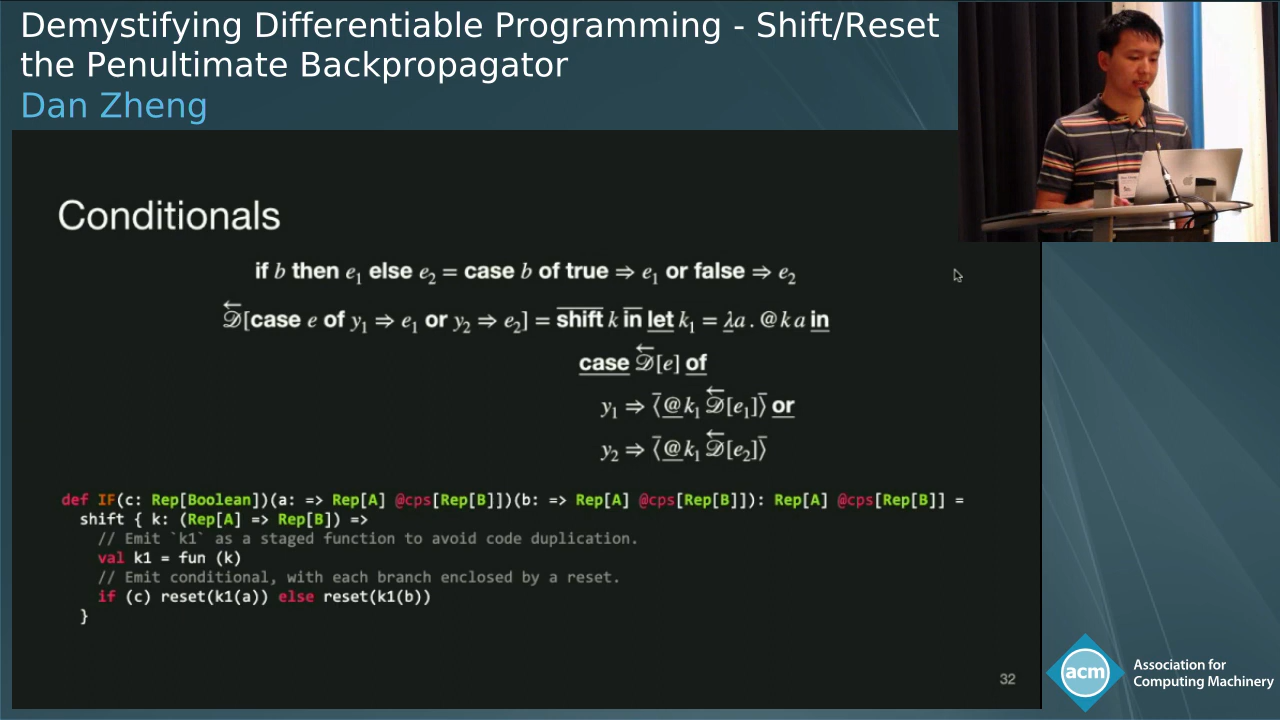 Demystifying Differentiable Programming - Shift/Reset
the Penultimate Backpropagator
Dan Zheng
Conditionals
if b then e₁ else e₂ = case b of true ⇒ e₁ or false ⇒ e₂
𝒟⃖[case e of y₁ ⇒ e₁ or y₂ ⇒ e₂] = shift k in let k₁ = λa . @ k a in
case 𝒟⃖[e] of
y₁ ⇒ ⟨@ k₁ 𝒟⃖[e₁]⟩ or
y₂ ⇒ ⟨@ k₁ 𝒟⃖[e₂]⟩
def IF(c: Rep[Boolean])(a: => Rep[A] @cps[Rep[B]])(b: => Rep[A] @cps[Rep[B]]): Rep[A] @cps[Rep[B]] =
shift { k: (Rep[A] => Rep[B]) =>
// Emit `k1` as a staged function to avoid code duplication.
val k1 = fun (k)
// Emit conditional, with each branch enclosed by a reset.
if (c) reset(k1(a)) else reset(k1(b))
}
32
acm
Association for
Computing Machinery